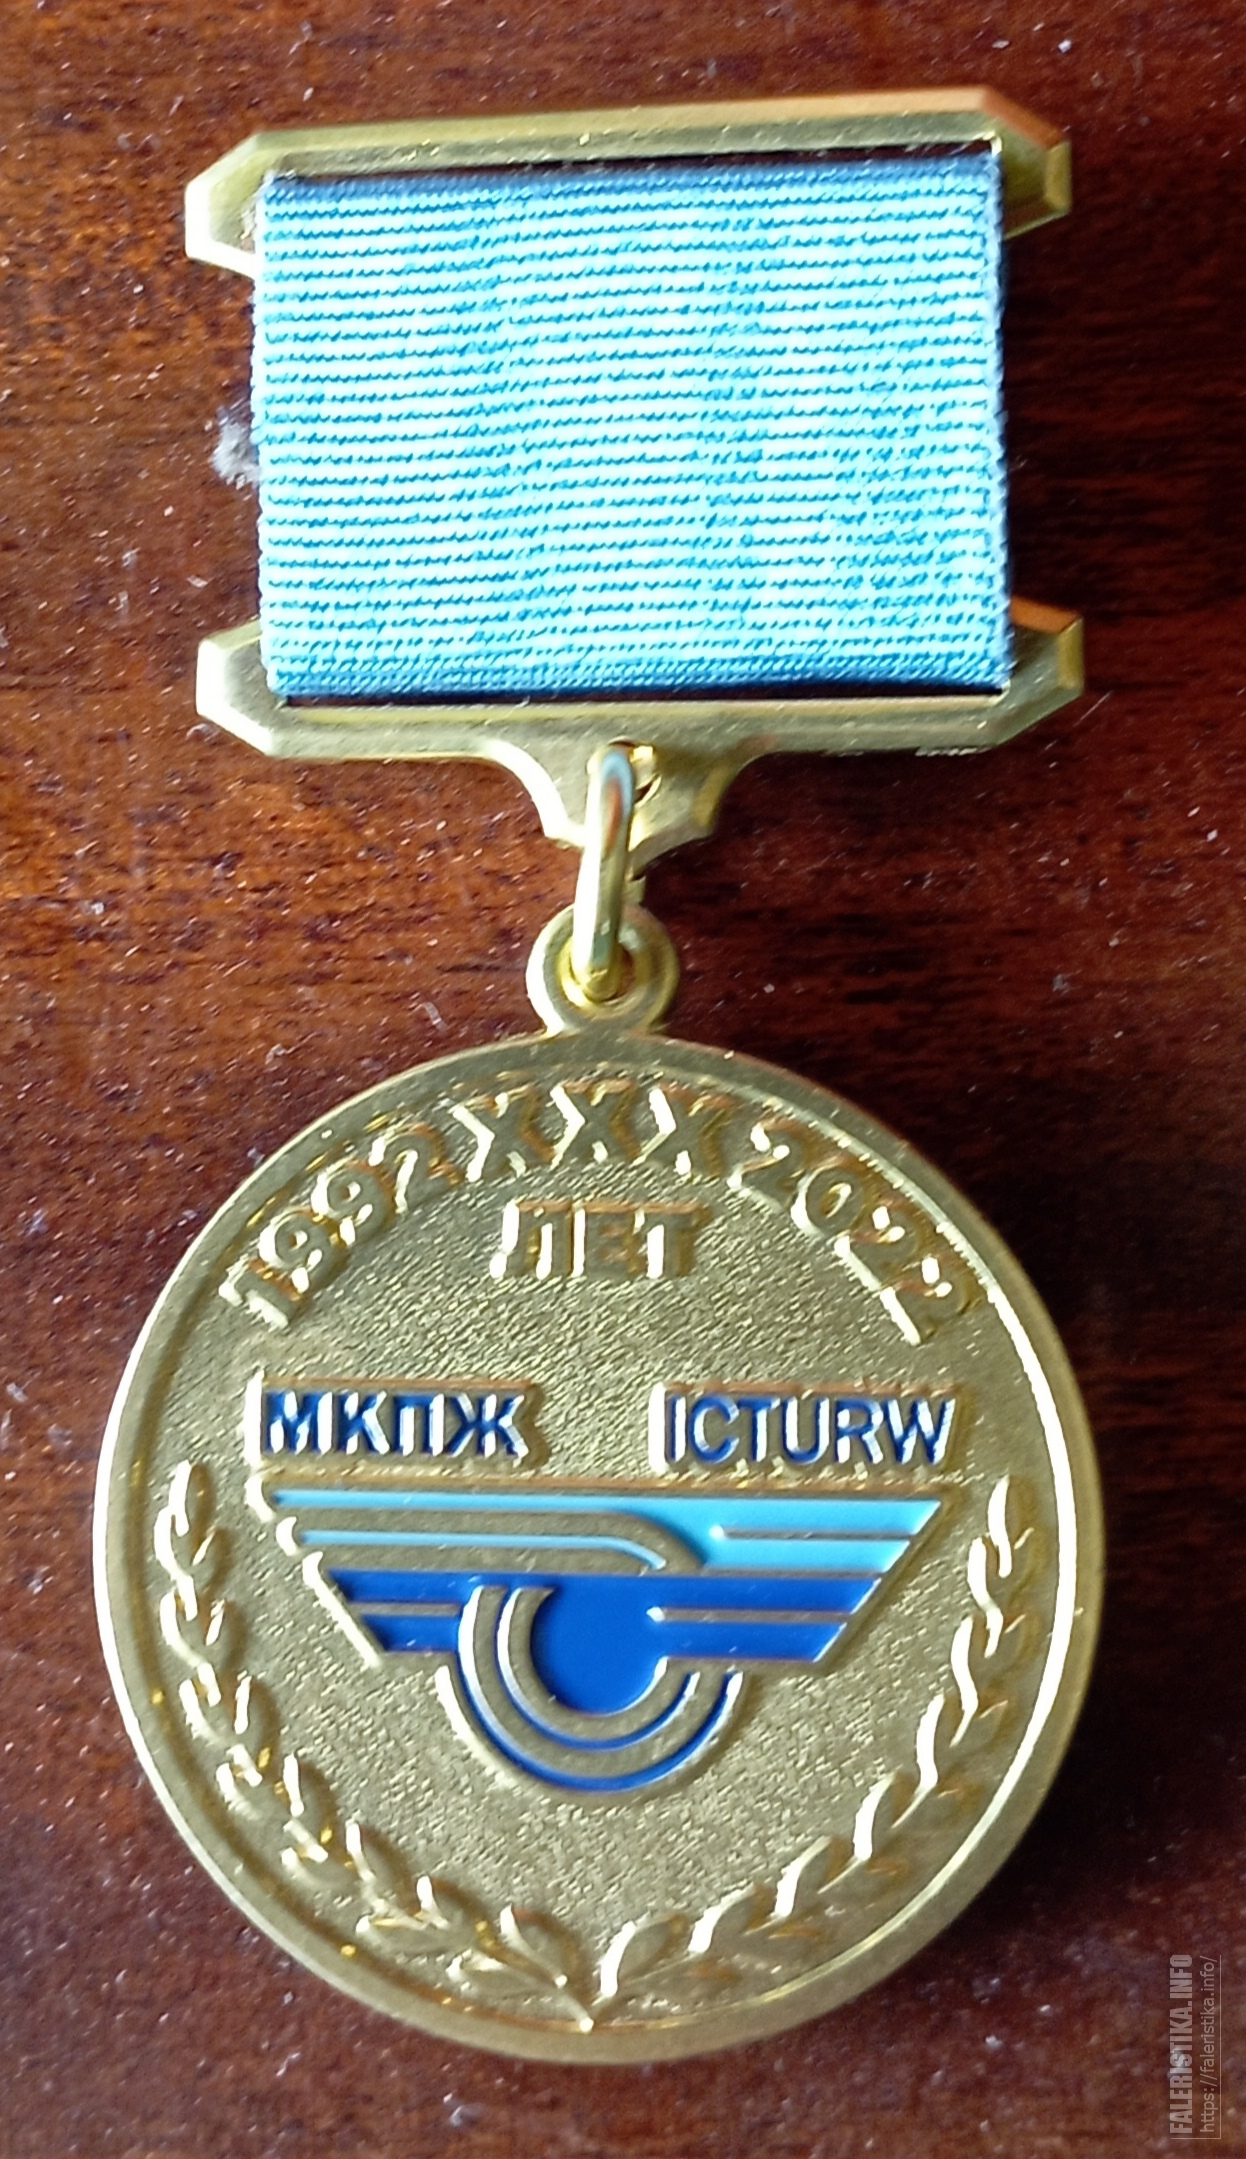 1992 XXX 2022
ЛЕТ
МКПЖ ICTURW
FALERISTIKA.INFO
https://faleristika.info/